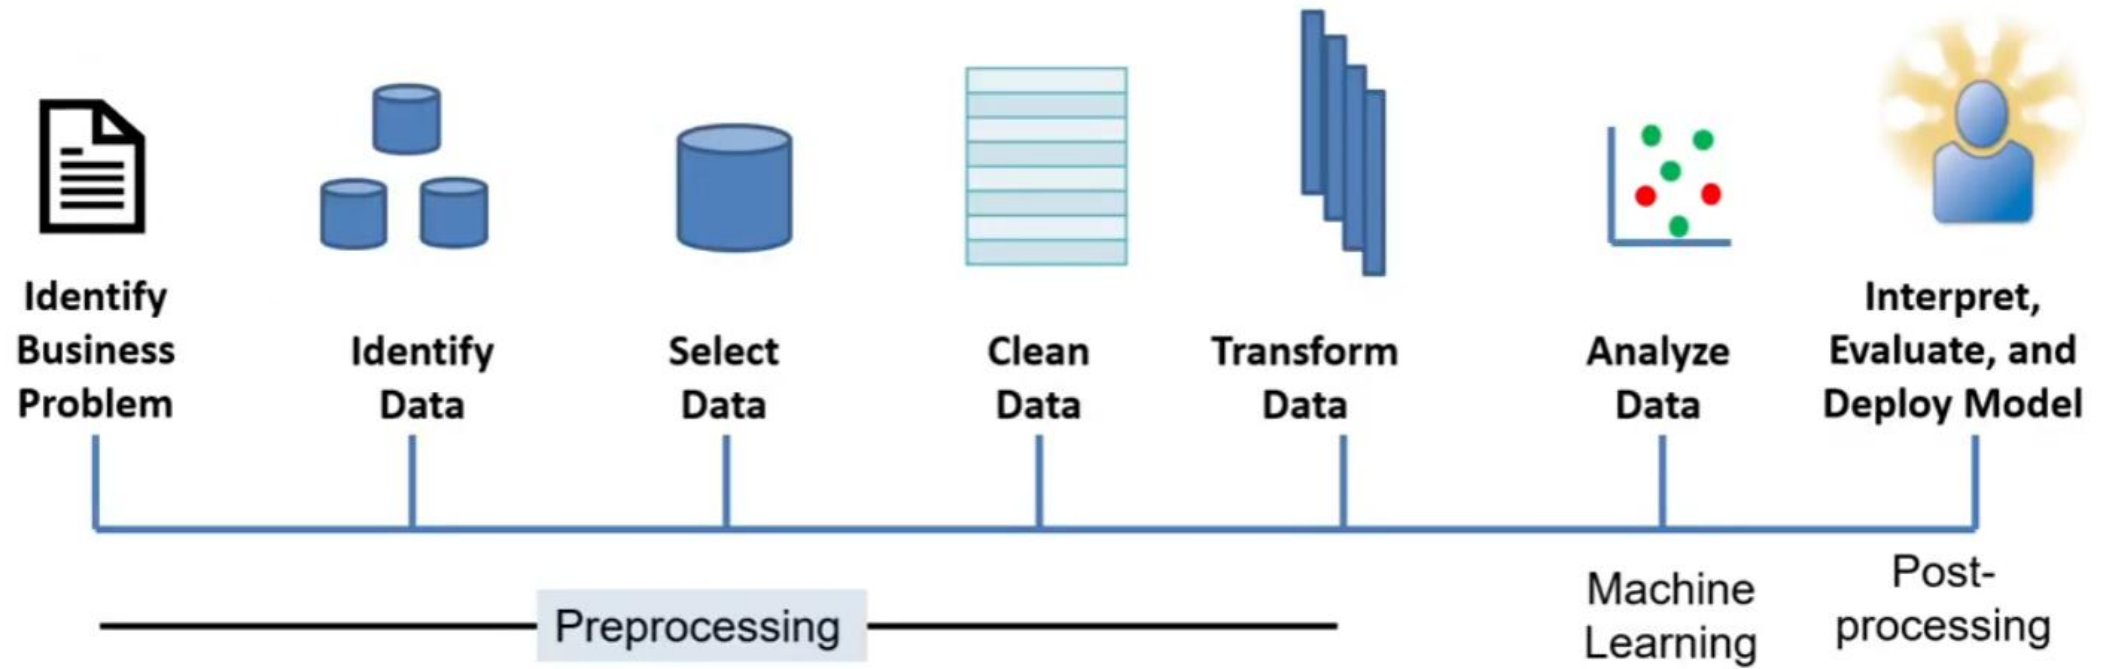 Identify
Business
Problem
Identify
Data
Select
Data
Clean
Data
Transform
Data
Analyze
Data
Interpret,
Evaluate, and
Deploy Model
Preprocessing
Machine
Learning
Post-
processing